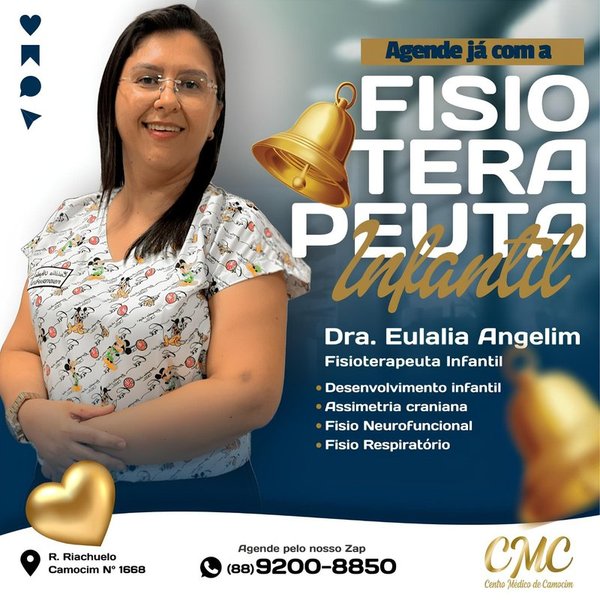 Agende já com a
FISIO
TERA
PEUTA
Infantil
Dra. Eulalia Angelim
Fisioterapeuta Infantil
• Desenvolvimento infantil
• Assimetria craniana
• Fisio Neurofuncional
• Fisio Respiratório
R. Riachuelo
Camocim Nº 1668
Agende pelo nosso Zap
(88)9200-8850
CMC
Centro Médico de Camocim